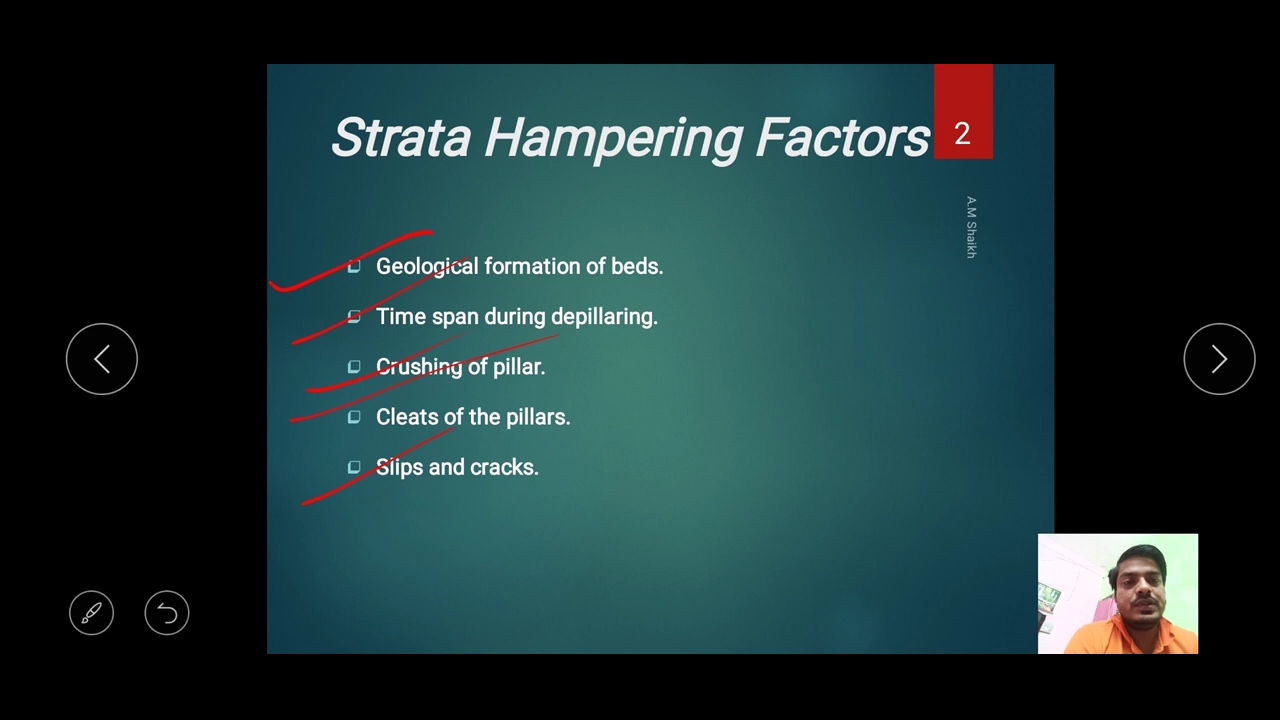 Strata Hampering Factors
2
A.M Shaikh
Geological formation of beds.
Time span during depillaring.
Crushing of pillar.
Cleats of the pillars.
Slips and cracks.